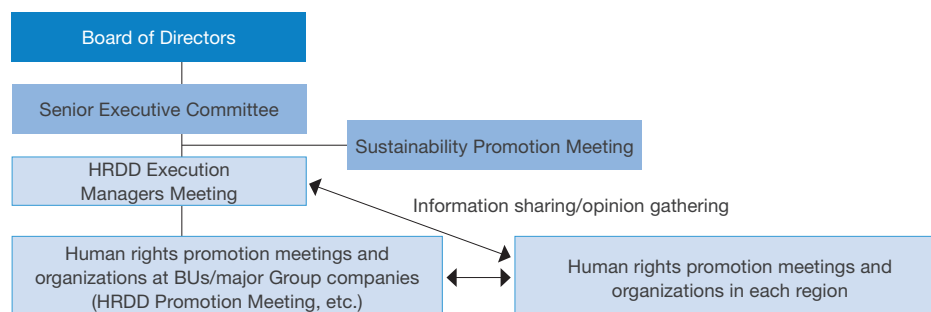 Board of Directors
Senior Executive Committee
Sustainability Promotion Meeting
HRDD Execution
Managers Meeting
Information sharing/opinion gathering
Human rights promotion meetings and
organizations at BUs/major Group companies
(HRDD Promotion Meeting, etc.)
Human rights promotion meetings and
organizations in each region